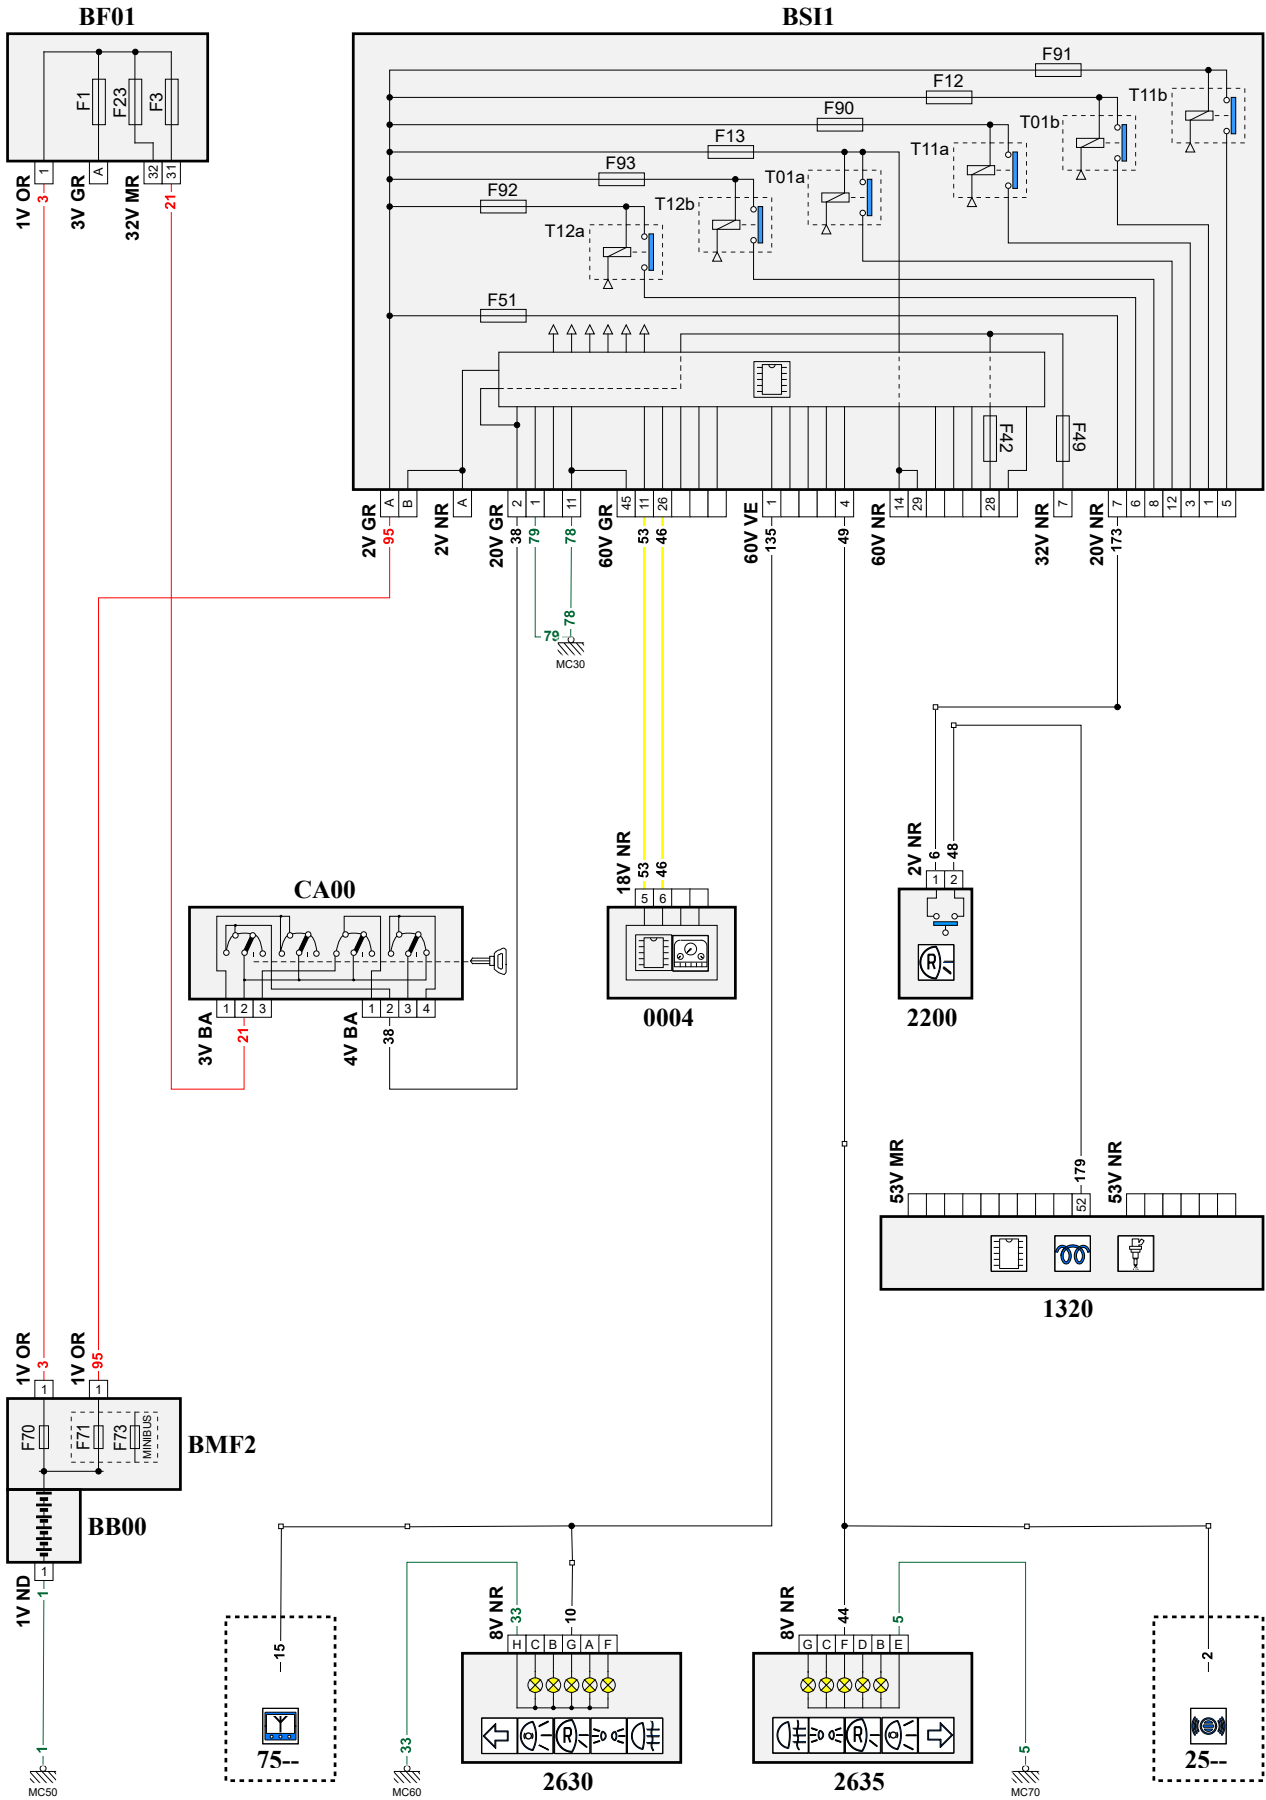 BF01
BSI1
F1
F23
F3
1
A
32
31
1V OR
3V GR
32V MR
3
21
F91
F12
F90
F13
F93
F92
F51
T11b
T01b
T11a
T01a
T12b
T12a
F42
F49
A
B
A
2
1
11
45
11
26
1
4
14
29
28
7
7
6
8
12
3
1
5
2V GR
2V NR
20V GR
60V GR
60V VE
60V NR
32V NR
20V NR
95
38
79
78
53
46
135
49
173
79
78
MC30
2V NR
6
48
1
2
18V NR
53
46
5
6
CA00
R
0004
2200
1
2
3
1
2
3
4
3V BA
21
4V BA
38
53V MR
179
53V NR
52
1320
1V OR
3
1V OR
95
1
1
F70
F71
F73
MINIBUS
BMF2
BB00
1
1V ND
1
1
MC50
15
75--
33
MC60
8V NR
33
10
H
C
B
G
A
F
R
2630
8V NR
44
5
G
C
F
D
B
E
R
2635
5
MC70
2
25--